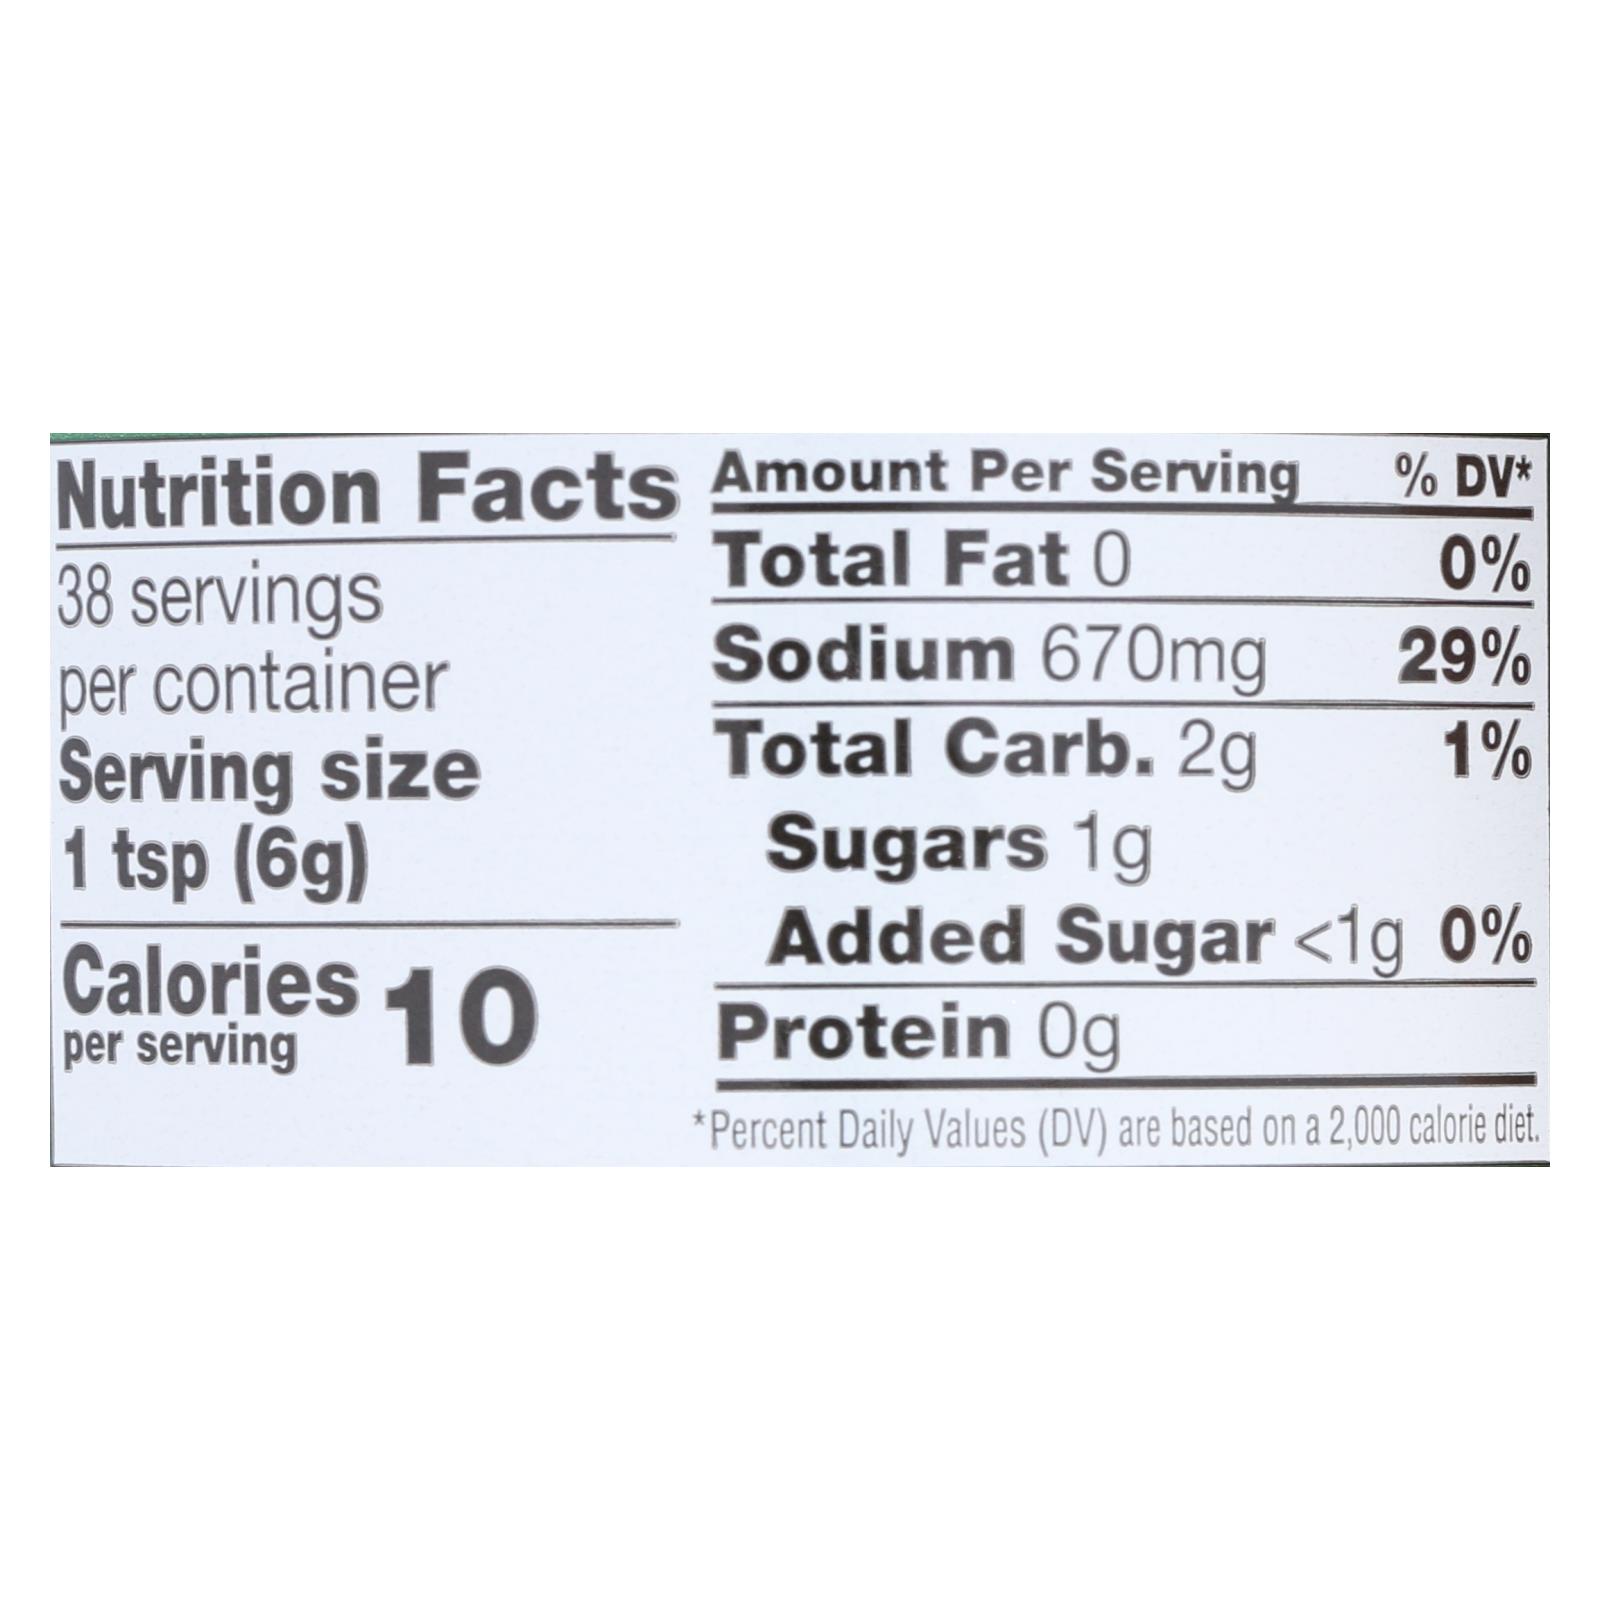 Nutrition Facts
38 servings
per container
Serving size
1 tsp (6g)
Calories 10
per serving
Amount Per Serving % DV*
Total Fat 0 0%
Sodium 670mg 29%
Total Carb. 2g 1%
Sugars 1g
Added Sugar <1g 0%
Protein 0g
*Percent Daily Values (DV) are based on a 2,000 calorie diet.